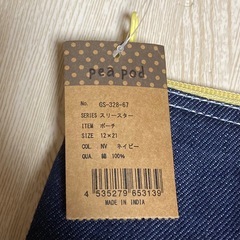 pea pod
No. GS-328-67
SERIES スリースター
ITEM ポーチ
SIZE 12×21
COL. NV ネイビー
QUA. 綿 100%
4 535279 653139
MADE IN INDIA